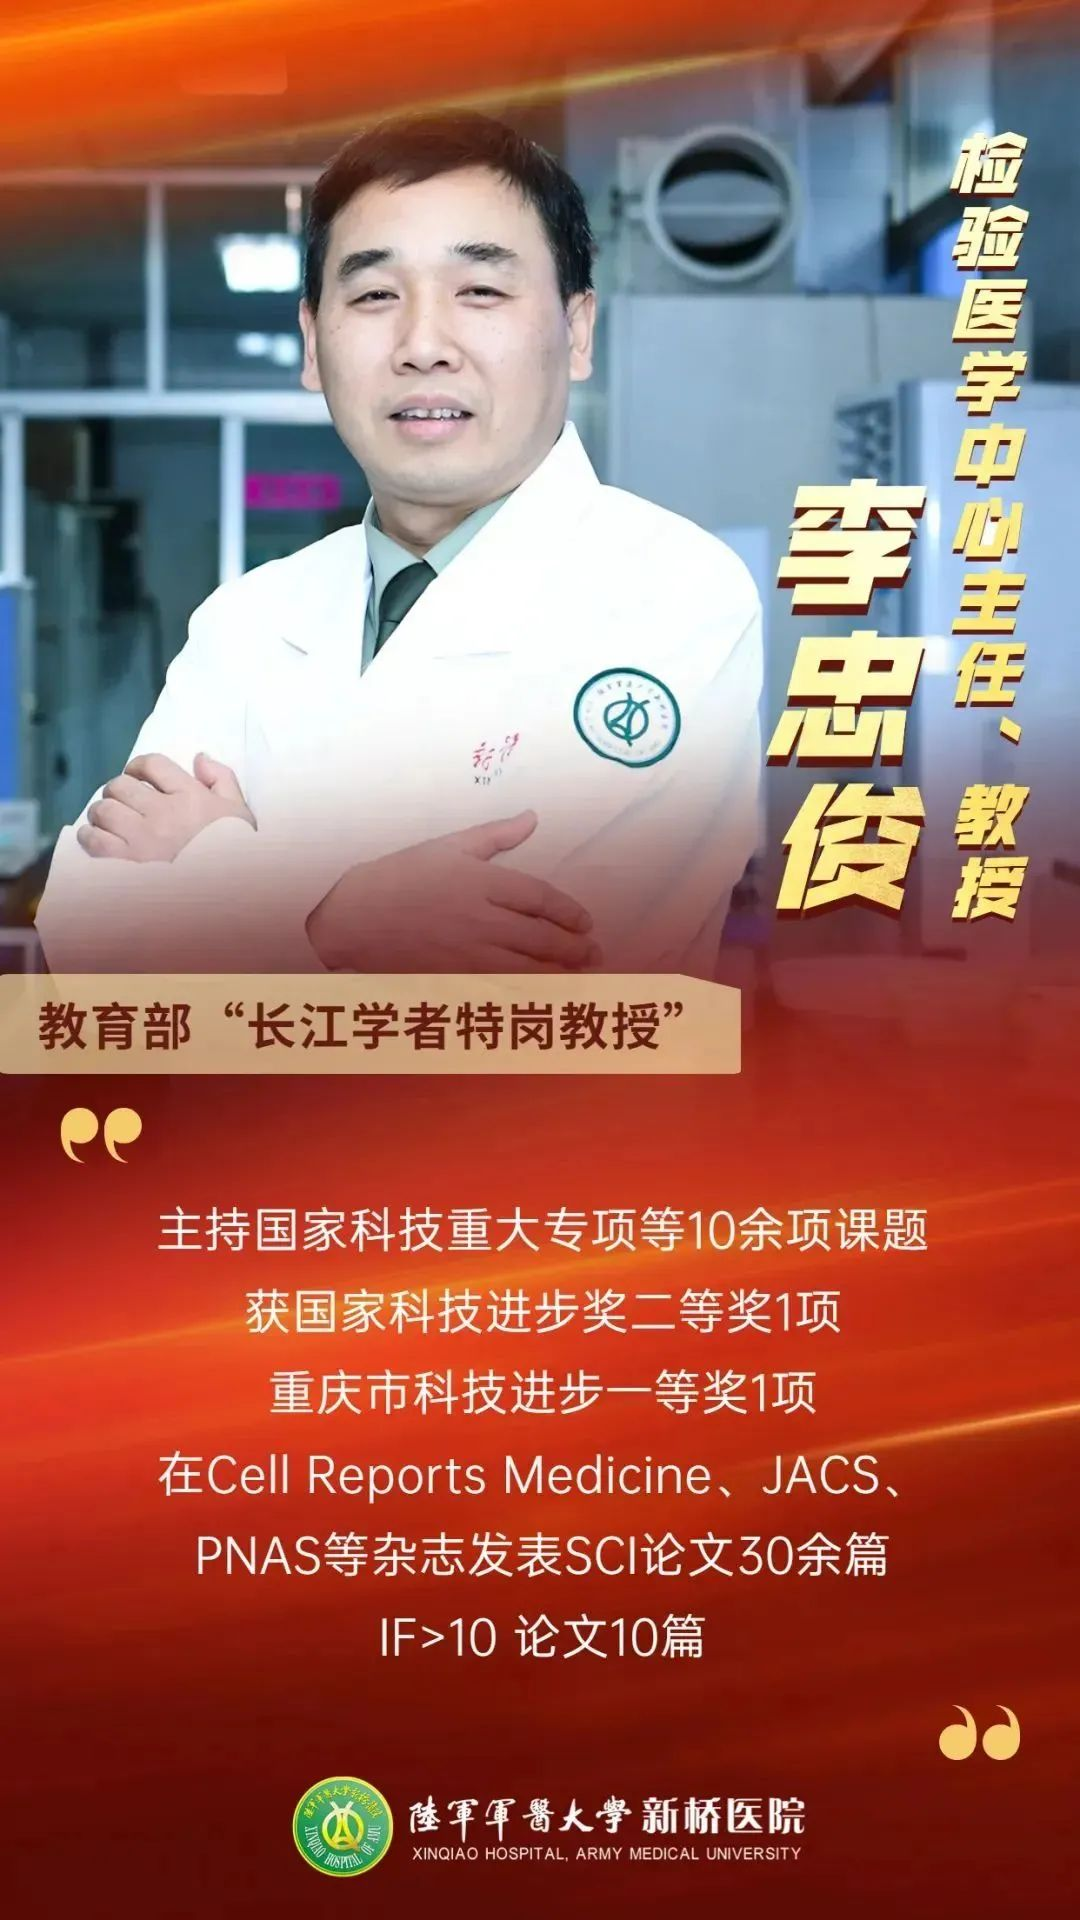 检验医学中心主任、教授
李忠俊
新桥
教育部“长江学者特岗教授”
主持国家科技重大专项等10余项课题
获国家科技进步奖二等奖1项
重庆市科技进步一等奖1项
在Cell Reports Medicine、JACS、
PNAS等杂志发表SCI论文30余篇
IF>10 论文10篇
陸軍軍醫大學新桥医院
XINQIAO HOSPITAL, ARMY MEDICAL UNIVERSITY
XINQIAO HOSPITAL OF AMU